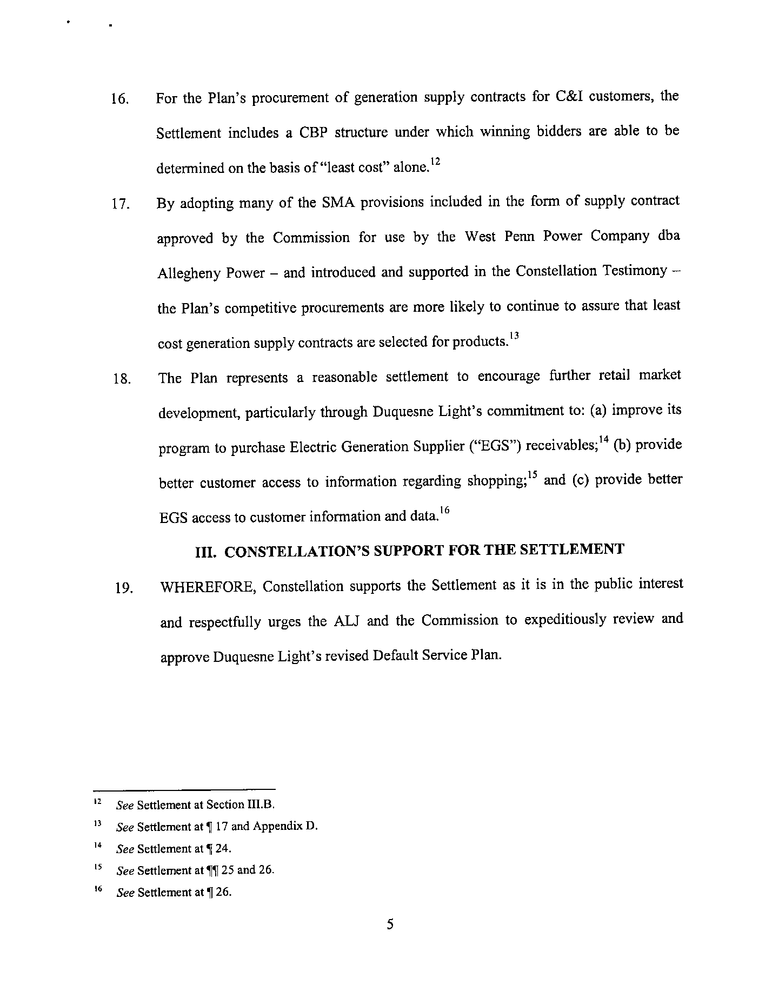 16. For the Plan’s procurement of generation supply contracts for C&I customers, the
Settlement includes a CBP structure under which winning bidders are able to be
determined on the basis of “least cost” alone.12
17. By adopting many of the SMA provisions included in the form of supply contract
approved by the Commission for use by the West Penn Power Company dba
Allegheny Power – and introduced and supported in the Constellation Testimony –
the Plan’s competitive procurements are more likely to continue to assure that least
cost generation supply contracts are selected for products.13
18. The Plan represents a reasonable settlement to encourage further retail market
development, particularly through Duquesne Light’s commitment to: (a) improve its
program to purchase Electric Generation Supplier (“EGS”) receivables;14 (b) provide
better customer access to information regarding shopping;15 and (c) provide better
EGS access to customer information and data.16
III. CONSTELLATION’S SUPPORT FOR THE SETTLEMENT
19. WHEREFORE, Constellation supports the Settlement as it is in the public interest
and respectfully urges the ALJ and the Commission to expeditiously review and
approve Duquesne Light’s revised Default Service Plan.
12 See Settlement at Section III.B.
13 See Settlement at ¶ 17 and Appendix D.
14 See Settlement at ¶ 24.
15 See Settlement at ¶¶ 25 and 26.
16 See Settlement at ¶ 26.
5